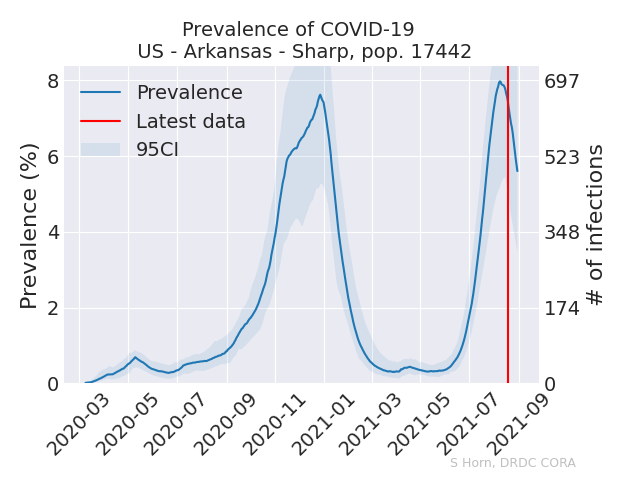 Prevalence of COVID-19
US - Arkansas - Sharp, pop. 17442
Prevalence (%)
8
6
4
2
0
Prevalence
Latest data
95CI
697
523
348
174
0
# of infections
2020-03
2020-05
2020-07
2020-09
2020-11
2021-01
2021-03
2021-05
2021-07
2021-09
S Horn, DRDC CORA